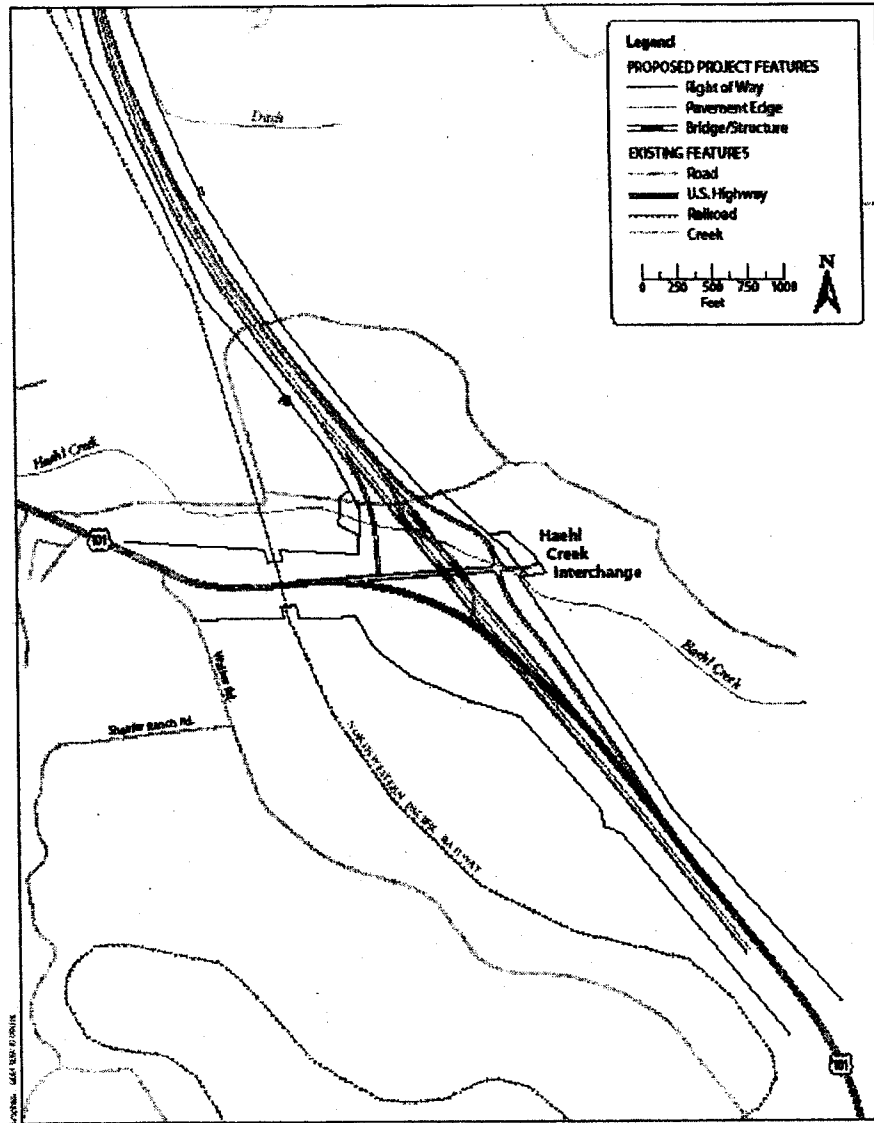 Legend
PROPOSED PROJECT FEATURES
Right of Way
Pavement Edge
Bridge/Structure
EXISTING FEATURES
Road
U.S. Highway
Railroad
Creek
0 250 500 750 1000
Feet
N
Ditch
Haehl Creek
101
Haehl
Creek
Interchange
Haehl Creek
Walker Rd.
Ranch Rd.
NORTHWESTERN PACIFIC RAILWAY
101